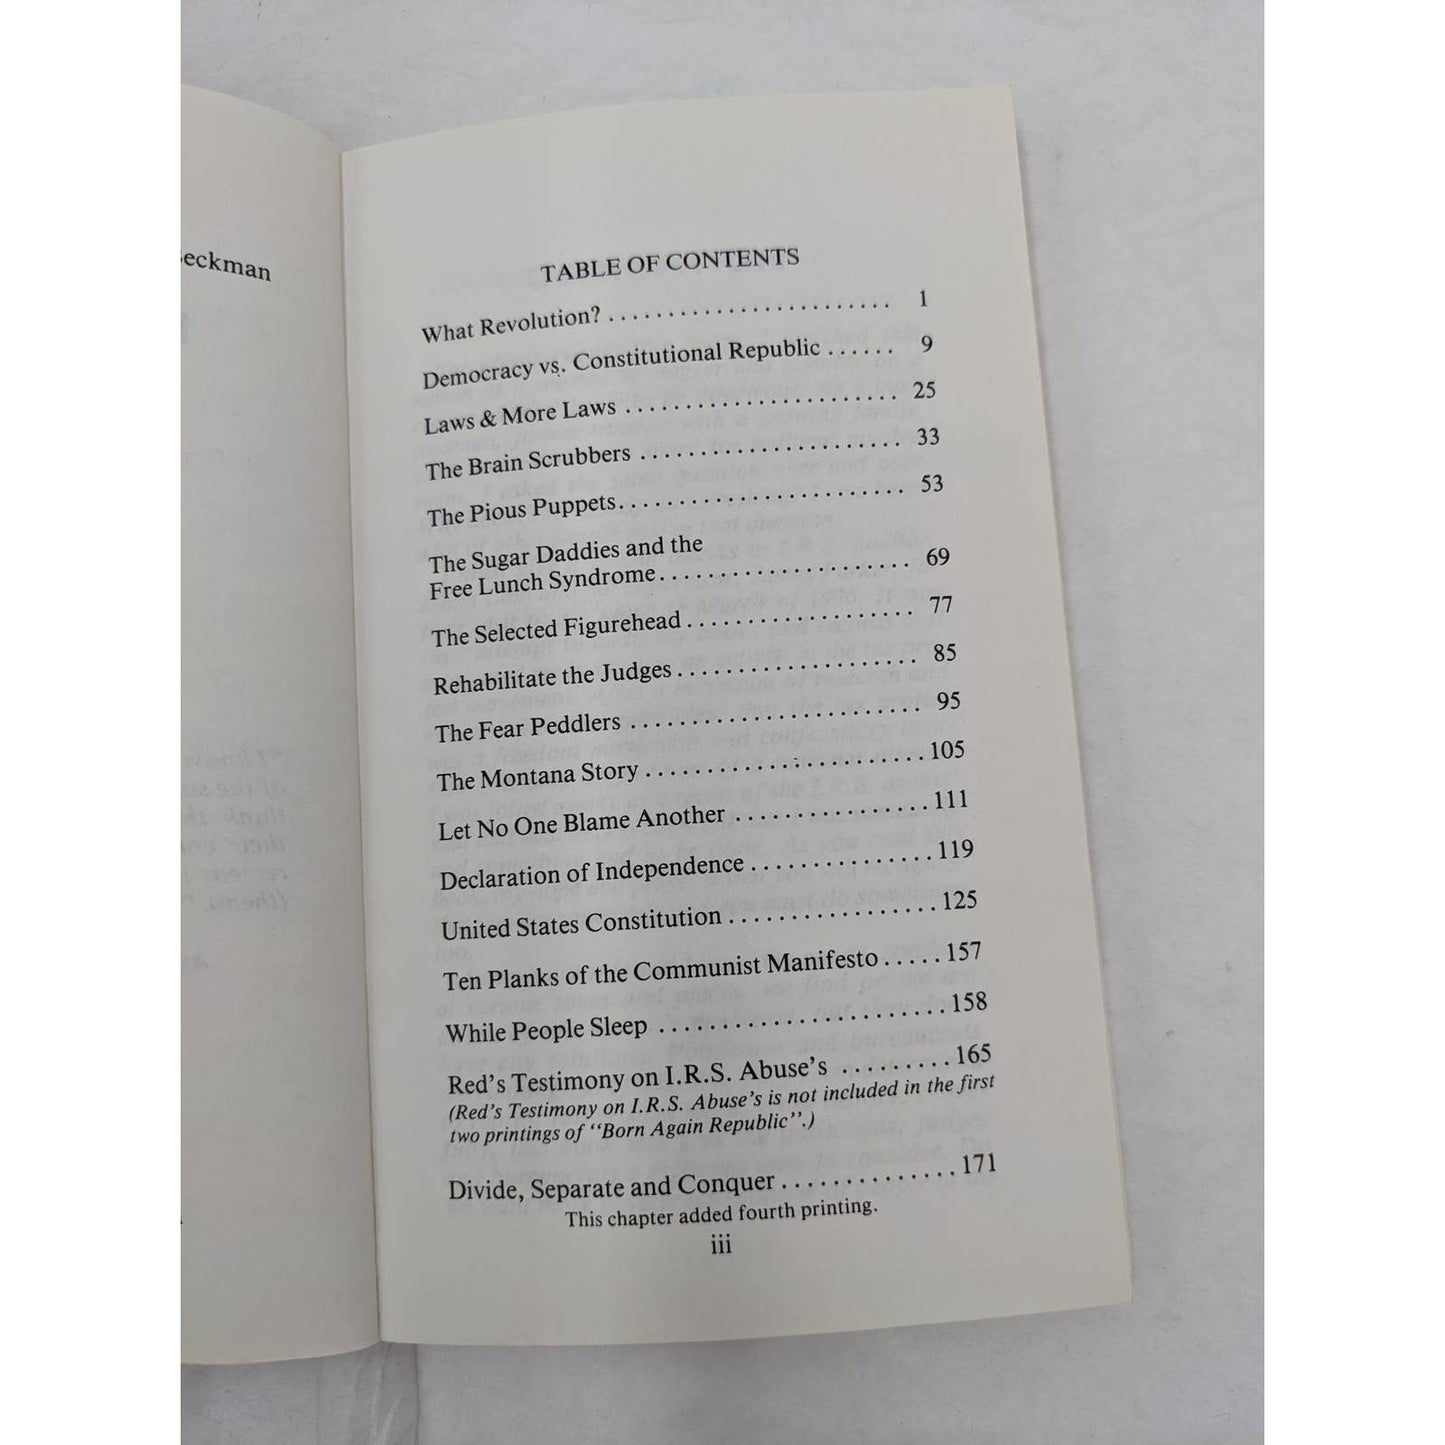 eckman
TABLE OF CONTENTS
What Revolution? ........................ 1
Democracy vs. Constitutional Republic ...... 9
Laws & More Laws ....................... 25
The Brain Scrubbers ...................... 33
The Pious Puppets........................ 53
The Sugar Daddies and the
Free Lunch Syndrome..................... 69
The Selected Figurehead ................... 77
Rehabilitate the Judges.................... 85
The Fear Peddlers ........................ 95
The Montana Story .......................105
Let No One Blame Another ................111
Declaration of Independence ...............119
United States Constitution .................125
Ten Planks of the Communist Manifesto .....157
While People Sleep .......................158
Red's Testimony on I.R.S. Abuse's .........165
(Red's Testimony on I.R.S. Abuse's is not included in the first
two printings of "Born Again Republic".)
Divide, Separate and Conquer ..............171
This chapter added fourth printing.
iii